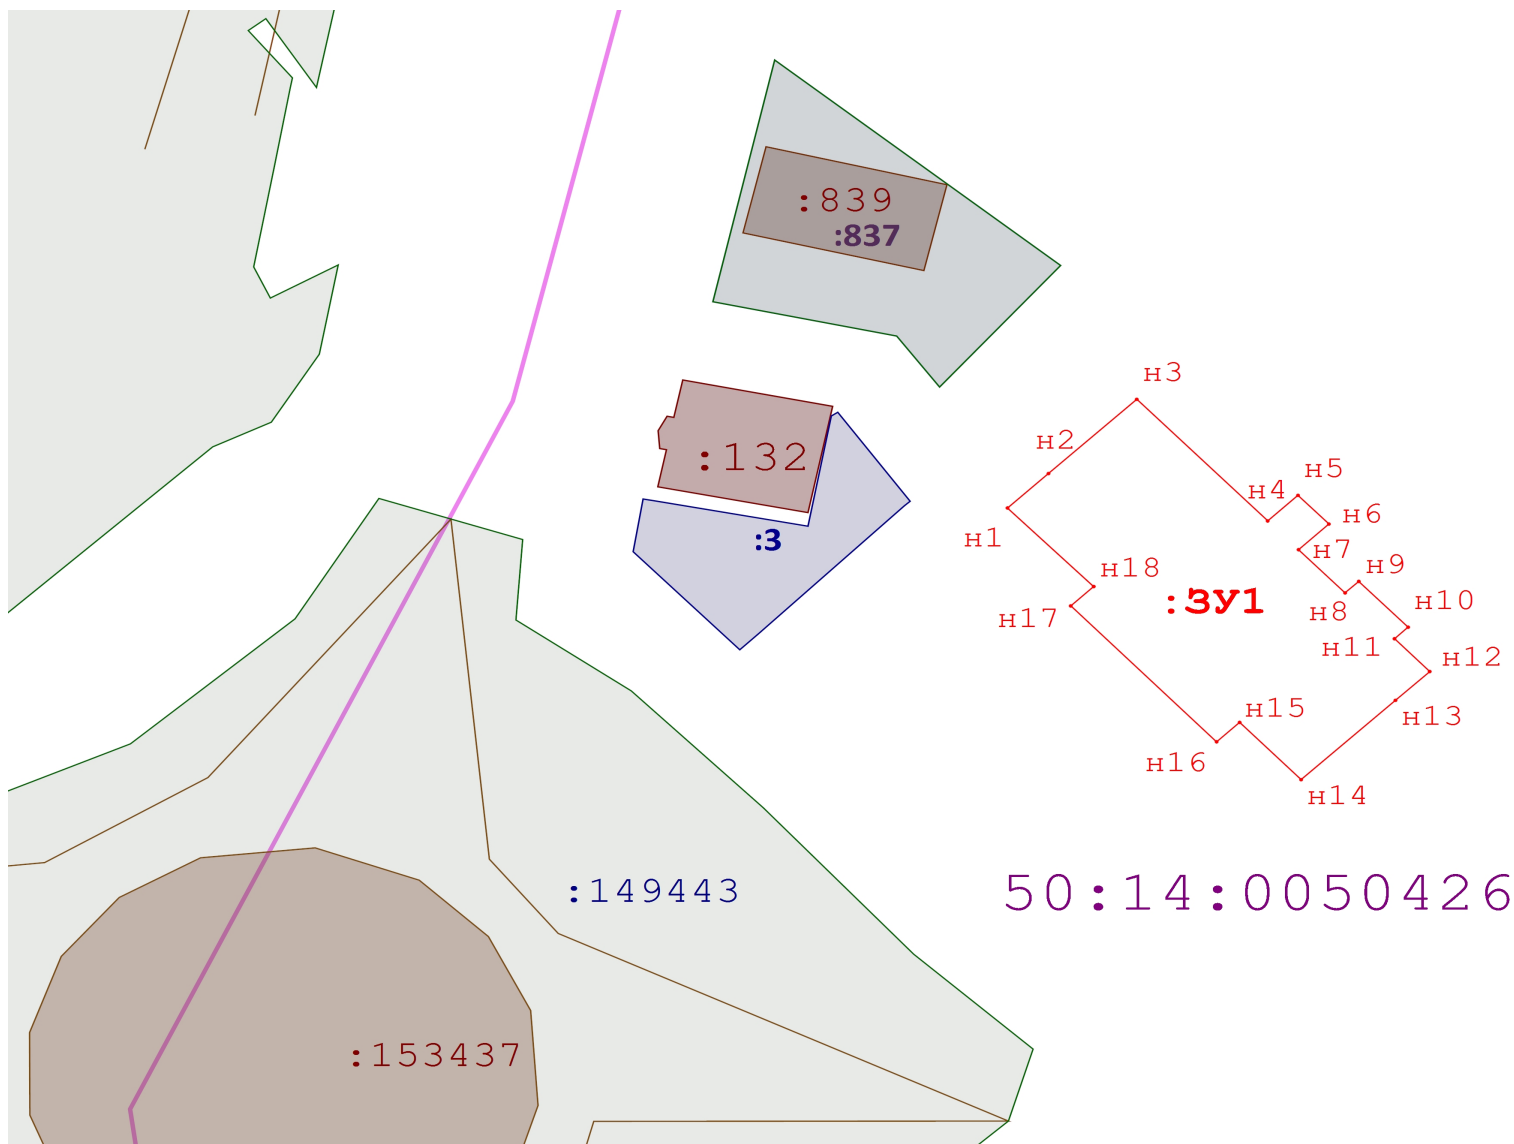 :839
:837
н3
н2
:132
н5
н4
н6
н1
:3
н7
н18
н9
:ЗУ1
н10
н8
н17
н11
н12
н15
н13
н16
н14
:149443
50:14:0050426
:153437